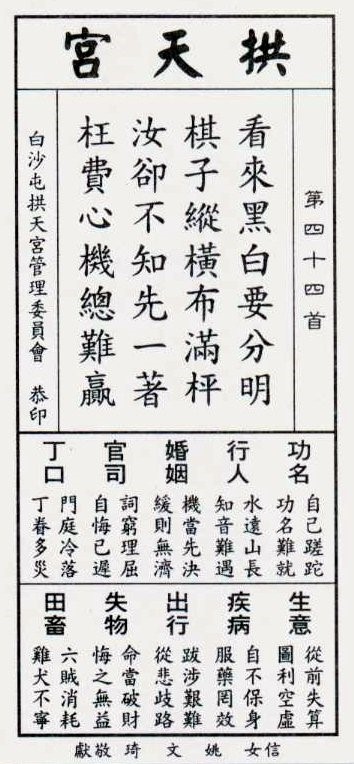 拱天宮
第四十四首
看來黑白要分明
棋子縱橫布滿枰
汝卻不知先一著
枉費心機總難贏
白沙屯拱天宮管理委員會 恭印
功名
自己蹉跎
功名難就
行人
水遠山長
知音難遇
婚姻
機當先決
緩則無濟
官司
詞窮理屈
自悔已遲
丁口
門庭冷落
丁眷多災
生意
從前失算
圖利空虛
疾病
自不保身
服藥罔效
出行
跋涉艱難
從悲歧路
失物
命當破財
悔之無益
田畜
六賊消耗
雞犬不寧
信女 姚文琦 敬獻